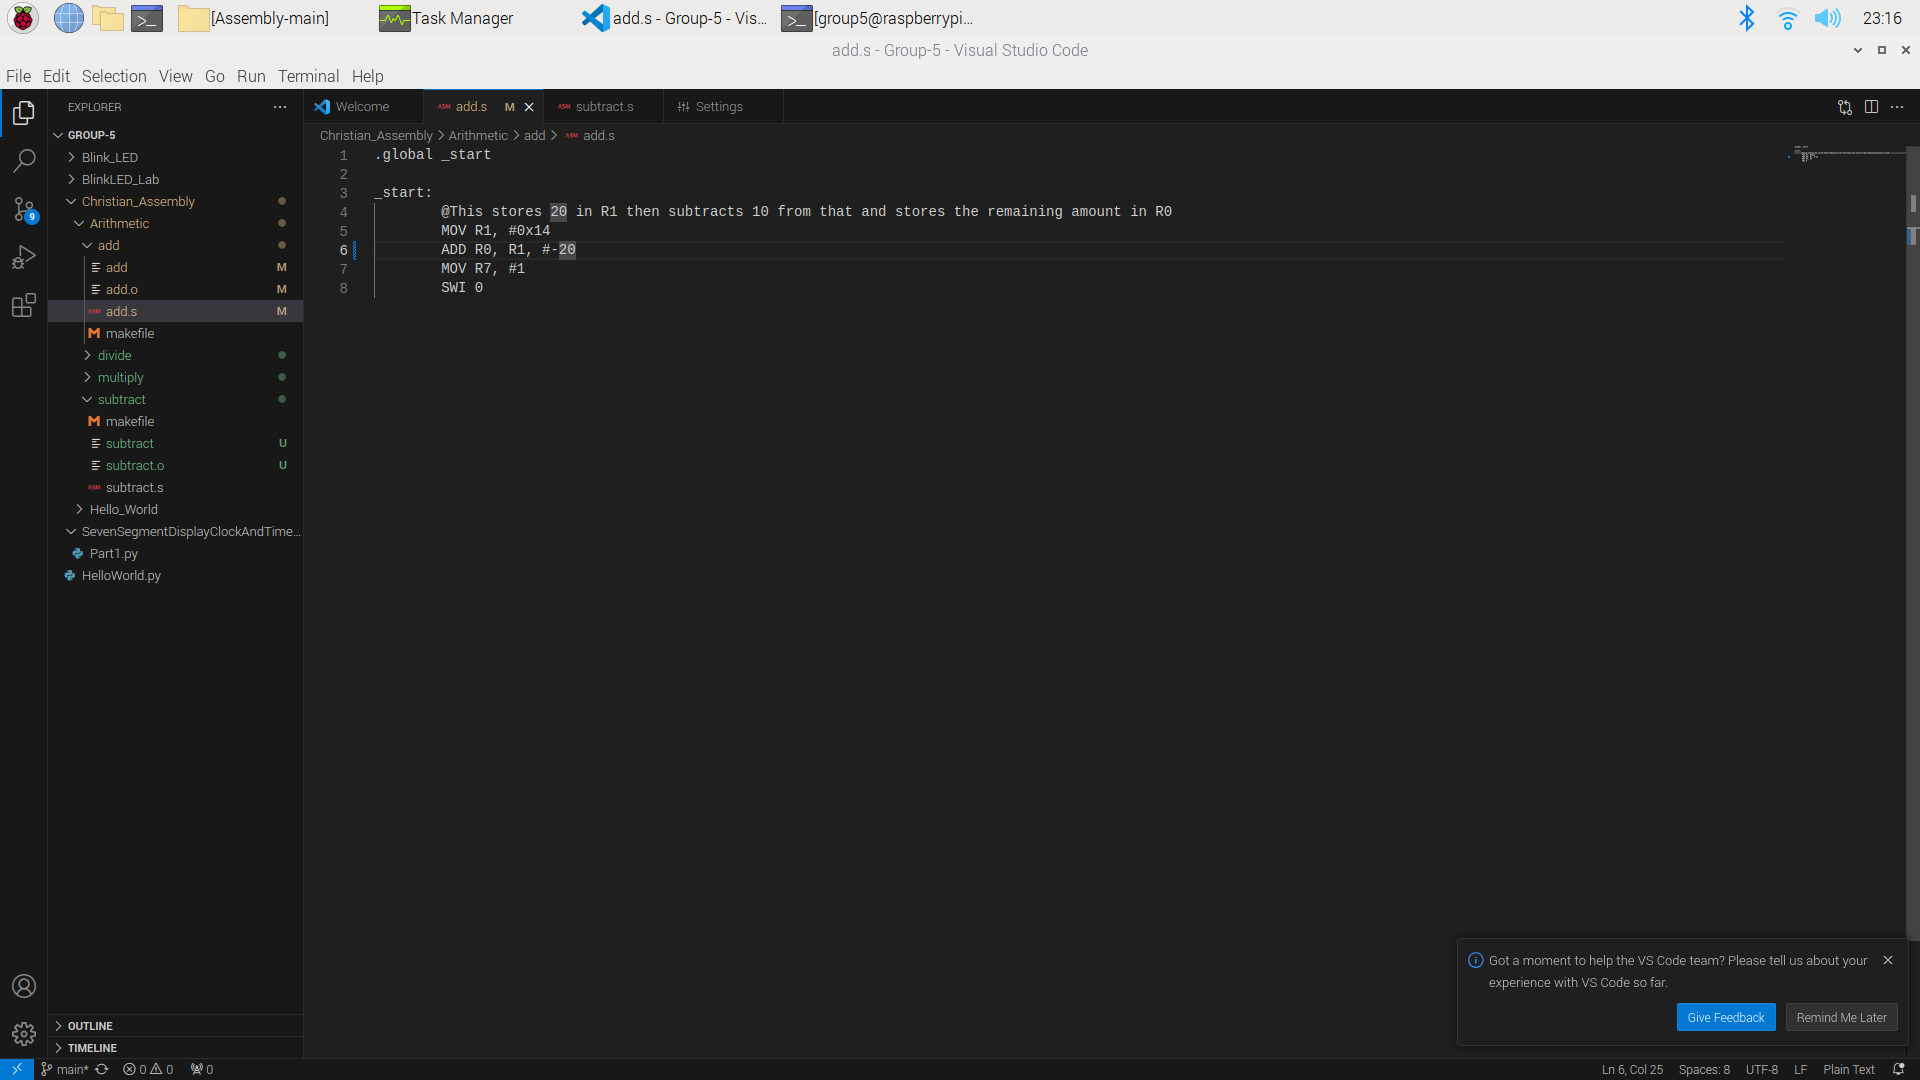 [Assembly-main]
Task Manager
add.s - Group-5 - Vis...
[group5@raspberrypi...
23:16
add.s - Group-5 - Visual Studio Code
File Edit Selection View Go Run Terminal Help
EXPLORER
GROUP-5
Blink_LED
BlinkLED_Lab
Christian_Assembly
Arithmetic
add
add M
add.o M
ASM add.s M
makefile
divide
multiply
subtract
makefile
subtract U
subtract.o U
ASM subtract.s
Hello_World
SevenSegmentDisplayClockAndTime...
Part1.py
HelloWorld.py
OUTLINE
TIMELINE
9
Welcome
ASM add.s M
ASM subtract.s
Settings
Christian_Assembly > Arithmetic > add > ASM add.s
1 .global _start
2
3 _start:
4 @This stores 20 in R1 then subtracts 10 from that and stores the remaining amount in R0
5 MOV R1, #0x14
6 ADD R0, R1, #-20
7 MOV R7, #1
8 SWI 0
Got a moment to help the VS Code team? Please tell us about your
experience with VS Code so far.
Give Feedback
Remind Me Later
main* 0 0 0
Ln 6, Col 25 Spaces: 8 UTF-8 LF Plain Text